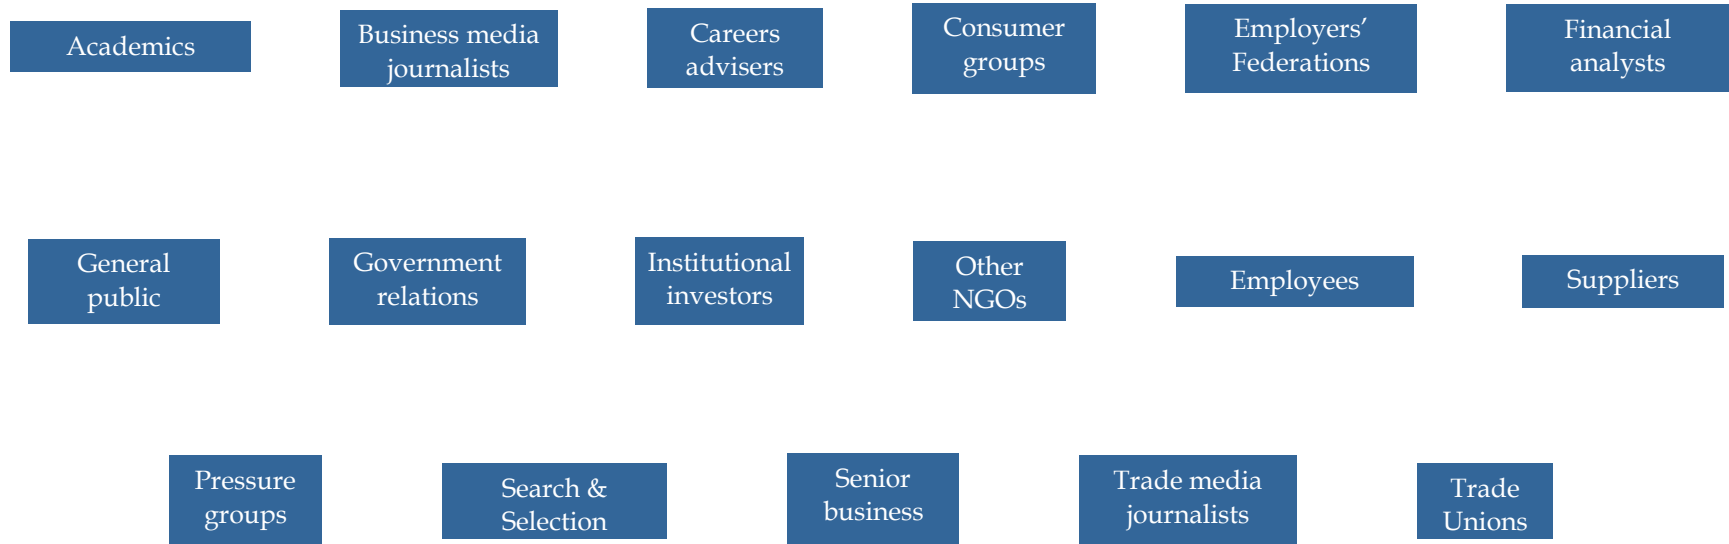 Academics
Business media
journalists
Careers
advisers
Consumer
groups
Employers’
Federations
Financial
analysts
General
public
Government
relations
Institutional
investors
Other
NGOs
Employees
Suppliers
Pressure
groups
Search &
Selection
Senior
business
Trade media
journalists
Trade
Unions